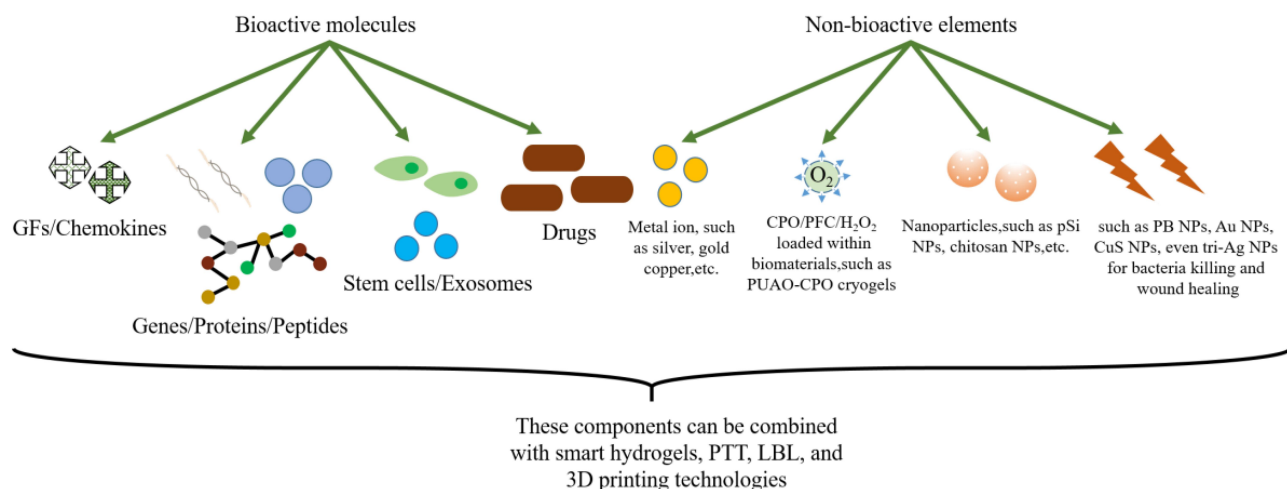 Bioactive molecules
Non-bioactive elements
GFs/Chemokines
Genes/Proteins/Peptides
Stem cells/Exosomes
Drugs
Metal ion, such
as silver, gold
copper,etc.
O₂
CPO/PFC/H₂O₂
loaded within
biomaterials,such as
PUAO-CPO cryogels
Nanoparticles,such as pSi
NPs, chitosan NPs,etc.
such as PB NPs, Au NPs,
CuS NPs, even tri-Ag NPs
for bacteria killing and
wound healing
These components can be combined
with smart hydrogels, PTT, LBL, and
3D printing technologies